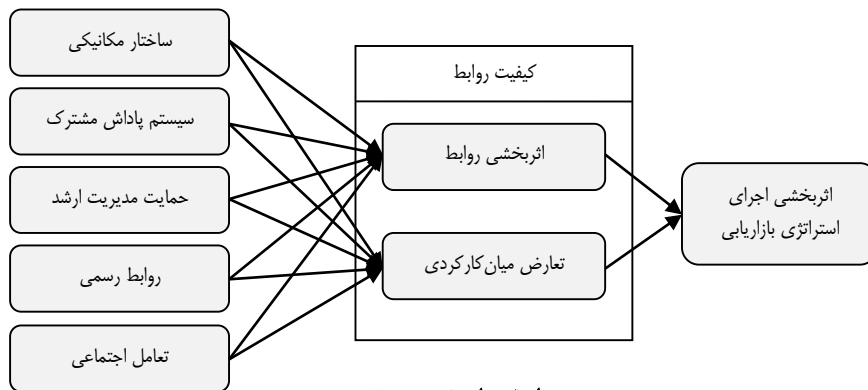 ساختار مکانیکی
سیستم پاداش مشترک
حمایت مدیریت ارشد
روابط رسمی
تعامل اجتماعی
کیفیت روابط
اثربخشی روابط
تعارض میان‌کارکردی
اثربخشی اجرای
استراتژی بازاریابی